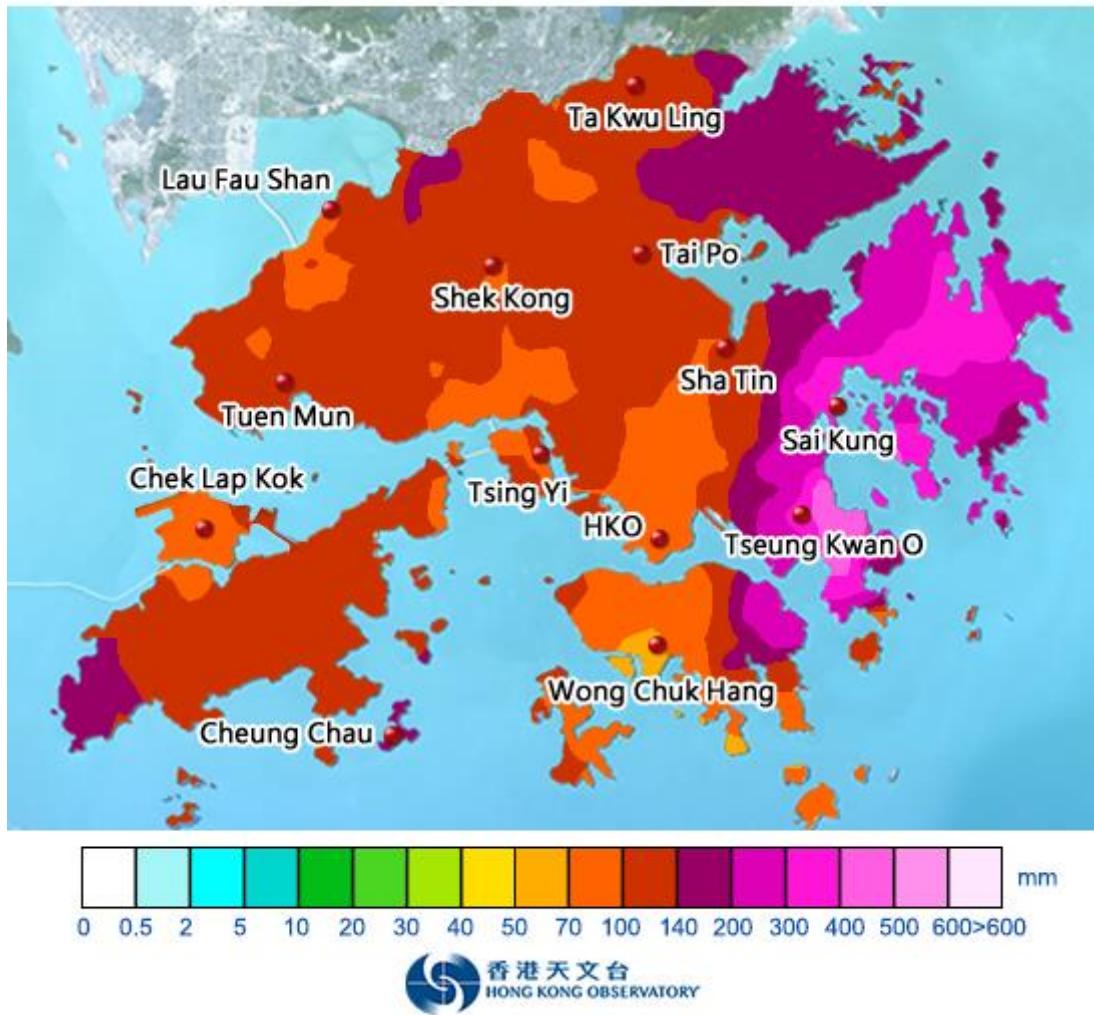 Ta Kwu Ling
Lau Fau Shan
Tai Po
Shek Kong
Sha Tin
Tuen Mun
Sai Kung
Chek Lap Kok
Tsing Yi
HKO
Tseung Kwan O
Wong Chuk Hang
Cheung Chau
mm
0 0.5 2 5 10 20 30 40 50 70 100 140 200 300 400 500 600>600
香港天文台
HONG KONG OBSERVATORY